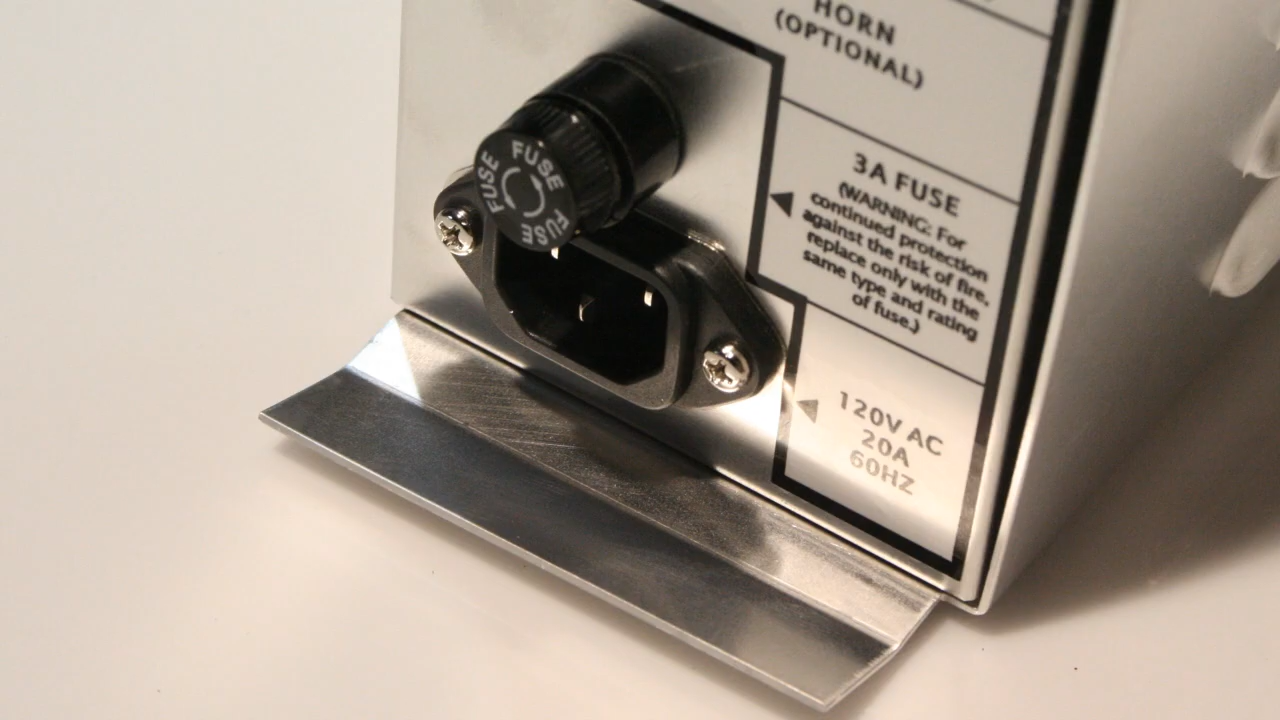 HORN
(OPTIONAL)
3A FUSE
(WARNING: For
continued protection
against the risk of fire,
replace only with the
same type and rating
of fuse.)
120V AC
20A
60HZ
FUSE
FUSE
FUSE